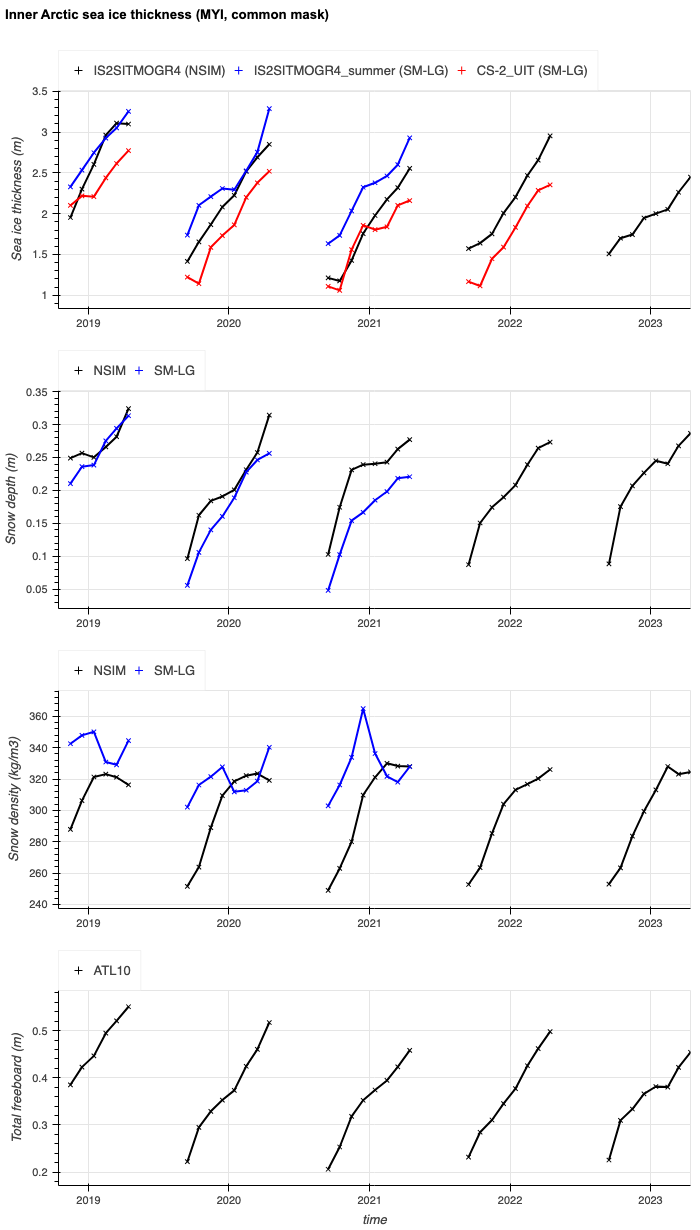 Inner Arctic sea ice thickness (MYI, common mask)
IS2SITMOGR4 (NSIM) IS2SITMOGR4_summer (SM-LG) CS-2_UIT (SM-LG)
Sea ice thickness (m)
3.5
3
2.5
2
1.5
1
2019 2020 2021 2022 2023
NSIM SM-LG
Snow depth (m)
0.35
0.3
0.25
0.2
0.15
0.1
0.05
2019 2020 2021 2022 2023
NSIM SM-LG
Snow density (kg/m3)
360
340
320
300
280
260
240
2019 2020 2021 2022 2023
ATL10
Total freeboard (m)
0.5
0.4
0.3
0.2
2019 2020 2021 2022 2023
time